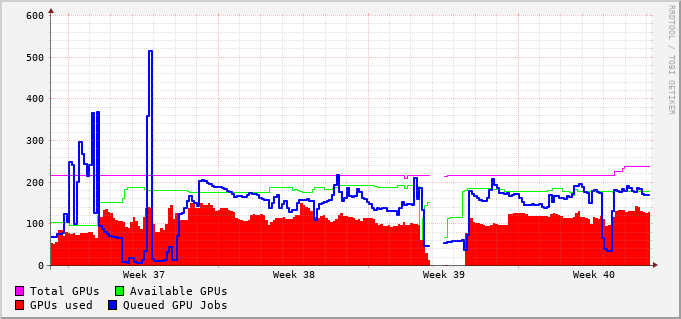 600
500
400
300
200
100
0
Week 37 Week 38 Week 39 Week 40
Total GPUs Available GPUs
GPUs used Queued GPU Jobs
RRDTOOL / TOBI OETIKER